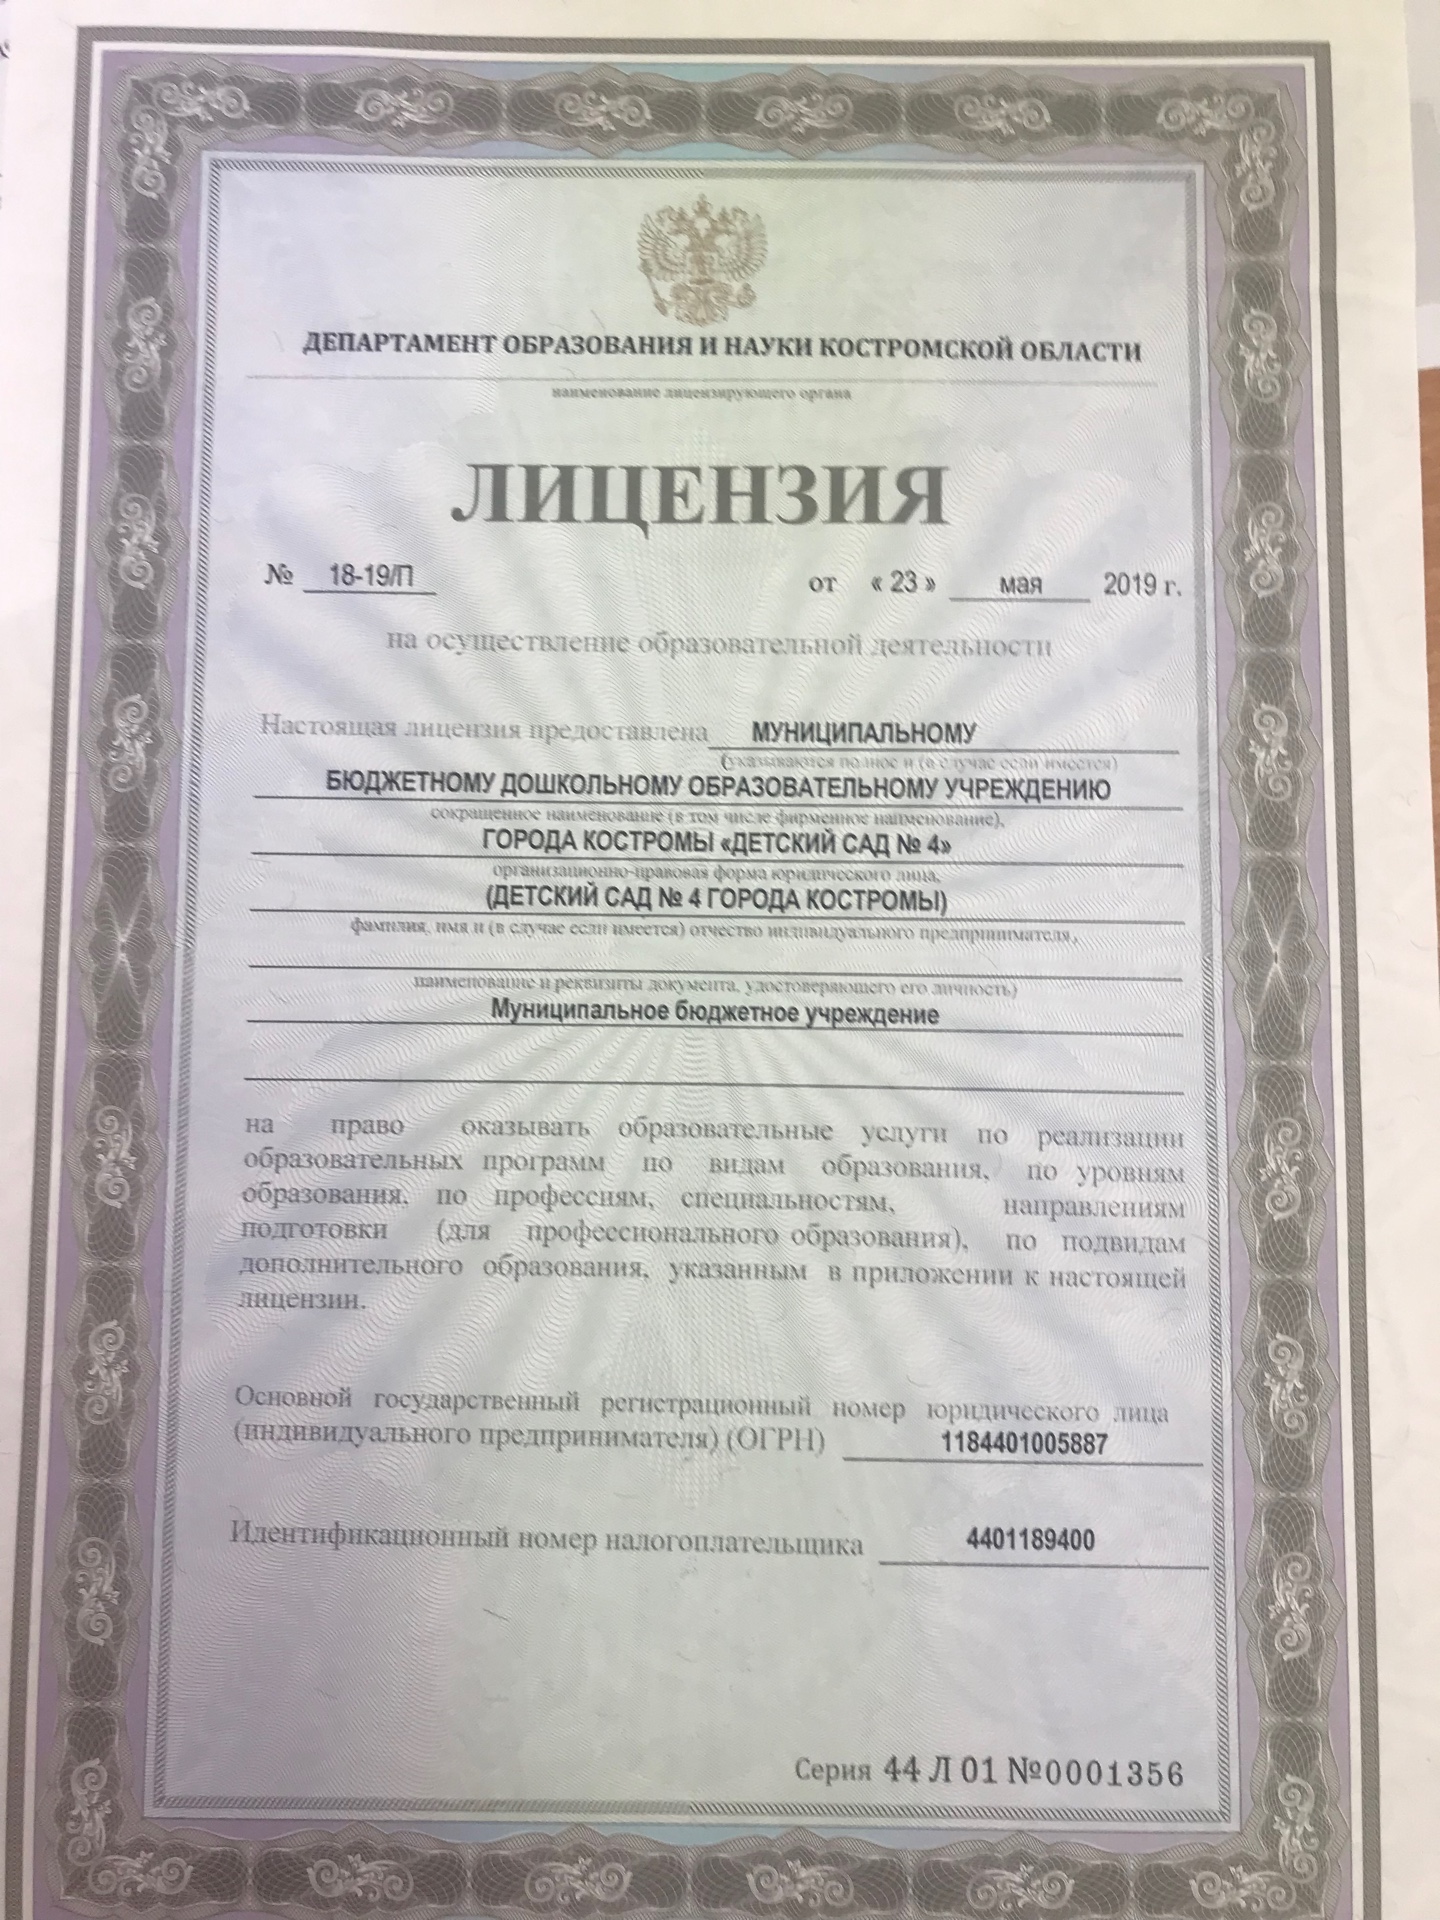 ДЕПАРТАМЕНТ ОБРАЗОВАНИЯ И НАУКИ КОСТРОМСКОЙ ОБЛАСТИ
наименование лицензирующего органа
ЛИЦЕНЗИЯ
№ 18-19/П от « 23 » мая 2019 г.
на осуществление образовательной деятельности
Настоящая лицензия предоставлена МУНИЦИПАЛЬНОМУ
(указываются полное и (в случае если имеется)
БЮДЖЕТНОМУ ДОШКОЛЬНОМУ ОБРАЗОВАТЕЛЬНОМУ УЧРЕЖДЕНИЮ
сокращенное наименование (в том числе фирменное наименование),
ГОРОДА КОСТРОМЫ «ДЕТСКИЙ САД № 4»
организационно-правовая форма юридического лица,
(ДЕТСКИЙ САД № 4 ГОРОДА КОСТРОМЫ)
фамилия, имя и (в случае если имеется) отчество индивидуального предпринимателя,
наименование и реквизиты документа, удостоверяющего его личность)
Муниципальное бюджетное учреждение
на право оказывать образовательные услуги по реализации
образовательных программ по видам образования, по уровням
образования, по профессиям, специальностям, направлениям
подготовки (для профессионального образования), по подвидам
дополнительного образования, указанным в приложении к настоящей
лицензии.
Основной государственный регистрационный номер юридического лица
(индивидуального предпринимателя) (ОГРН) 1184401005887
Идентификационный номер налогоплательщика 4401189400
Серия 44 Л 01 №0001356